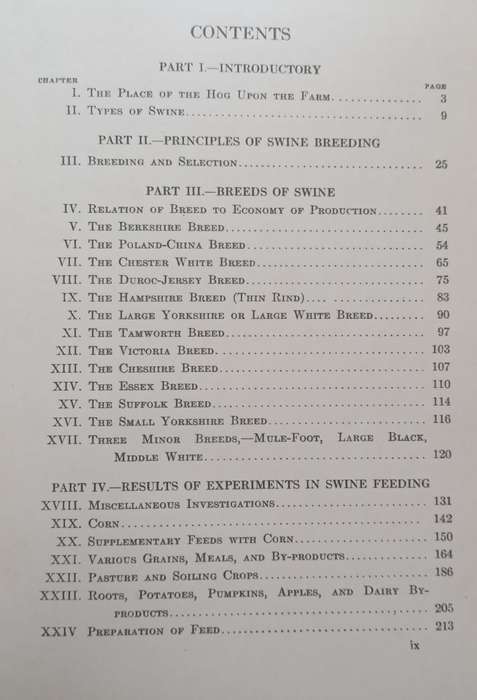 CONTENTS
PART I.—INTRODUCTORY
CHAPTER PAGE
I. The Place of the Hog Upon the Farm.............. 3
II. Types of Swine.................................... 9
PART II.—PRINCIPLES OF SWINE BREEDING
III. Breeding and Selection........................... 25
PART III.—BREEDS OF SWINE
IV. Relation of Breed to Economy of Production........ 41
V. The Berkshire Breed.............................. 45
VI. The Poland-China Breed........................... 54
VII. The Chester White Breed.......................... 65
VIII. The Duroc-Jersey Breed........................... 75
IX. The Hampshire Breed (Thin Rind).... .............. 83
X. The Large Yorkshire or Large White Breed......... 90
XI. The Tamworth Breed.............................. 97
XII. The Victoria Breed............................... 103
XIII. The Cheshire Breed............................... 107
XIV. The Essex Breed.................................. 110
XV. The Suffolk Breed................................ 114
XVI. The Small Yorkshire Breed........................ 116
XVII. Three Minor Breeds,—Mule-Foot, Large Black,
Middle White.................................. 120
PART IV.—RESULTS OF EXPERIMENTS IN SWINE FEEDING
XVIII. Miscellaneous Investigations...................... 131
XIX. Corn............................................. 142
XX. Supplementary Feeds with Corn.................... 150
XXI. Various Grains, Meals, and By-products............ 164
XXII. Pasture and Soiling Crops........................ 186
XXIII. Roots, Potatoes, Pumpkins, Apples, and Dairy By-
products...................................... 205
XXIV Preparation of Feed.............................. 213
ix